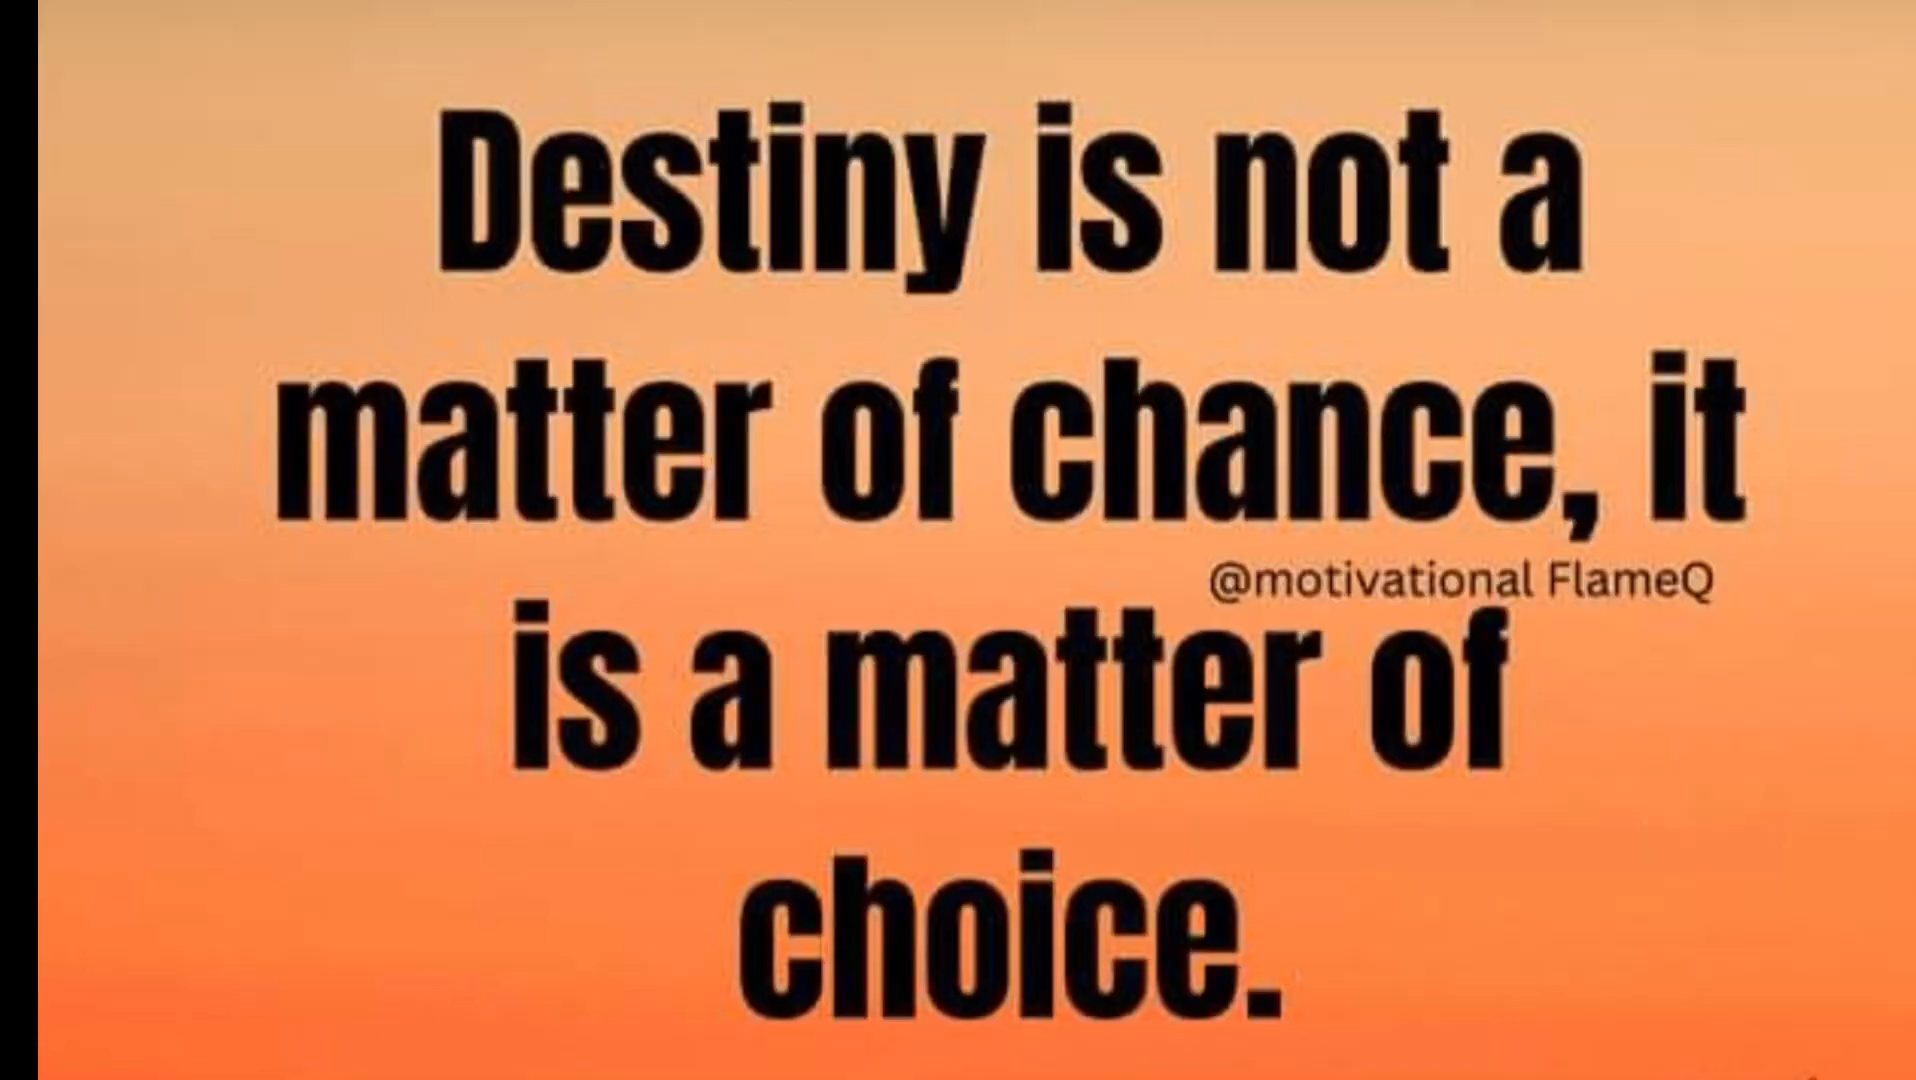 Destiny is not a
matter of chance, it
@motivational FlameQ
is a matter of
choice.